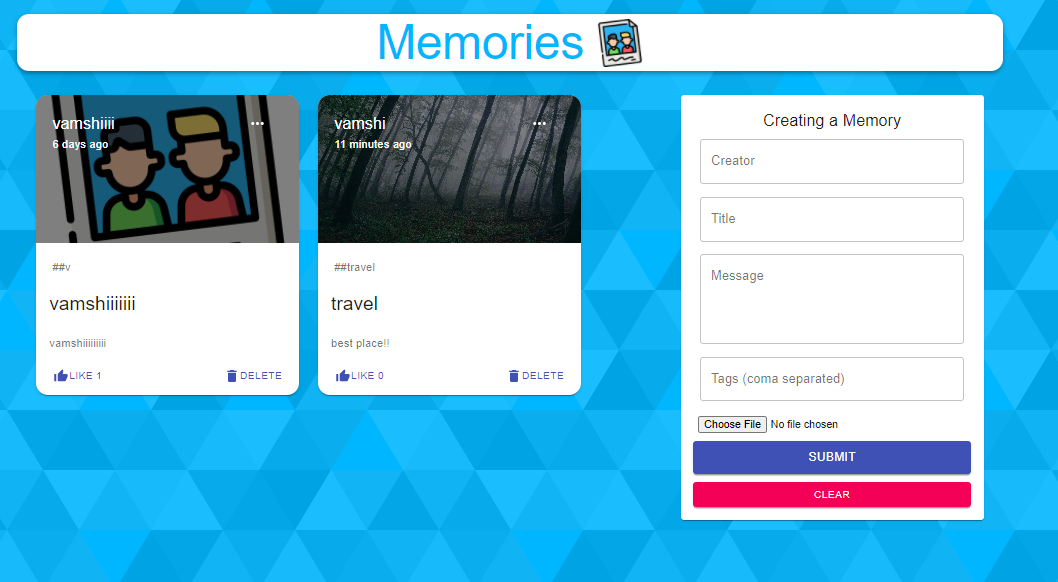 Memories
vamshiiii
6 days ago
##v
vamshiiiiiii
vamshiiiiiiiii
LIKE 1
DELETE
vamshi
11 minutes ago
##travel
travel
best place!!
LIKE 0
DELETE
Creating a Memory
Creator
Title
Message
Tags (coma separated)
Choose File No file chosen
SUBMIT
CLEAR